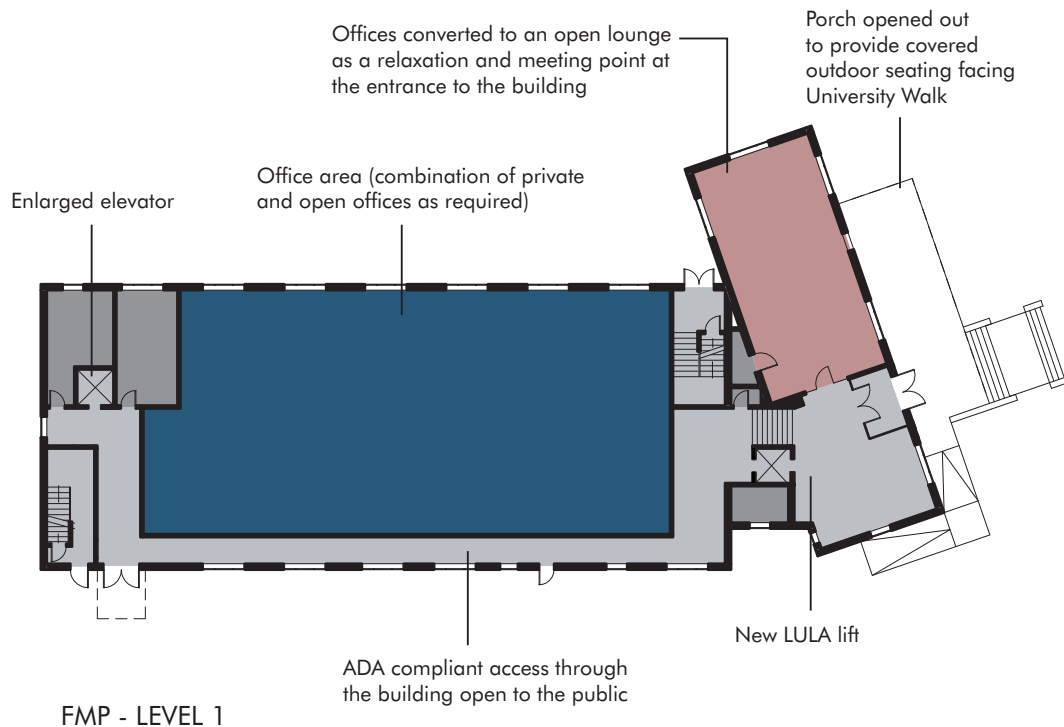 Offices converted to an open lounge
as a relaxation and meeting point at
the entrance to the building
Porch opened out
to provide covered
outdoor seating facing
University Walk
Office area (combination of private
and open offices as required)
Enlarged elevator
New LULA lift
ADA compliant access through
the building open to the public
FMP - LEVEL 1